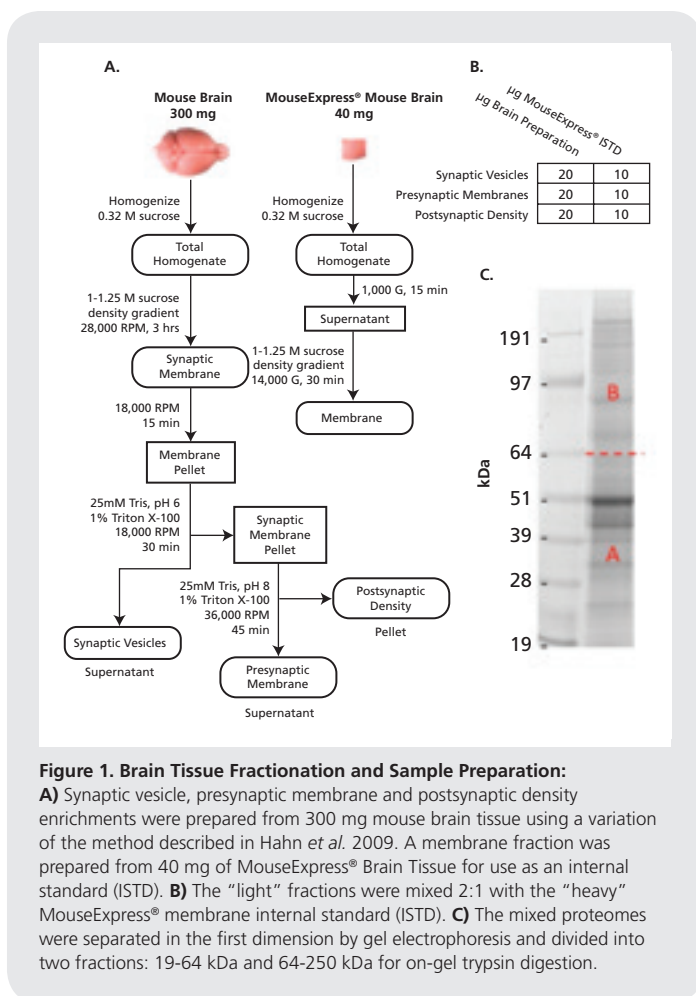 A.
Mouse Brain
300 mg
MouseExpress® Mouse Brain
40 mg
Homogenize
0.32 M sucrose
Homogenize
0.32 M sucrose
Total
Homogenate
Total
Homogenate
1,000 G, 15 min
1-1.25 M sucrose
density gradient
28,000 RPM, 3 hrs
Supernatant
Synaptic
Membrane
1-1.25 M sucrose
density gradient
14,000 G, 30 min
18,000 RPM
15 min
Membrane
Membrane
Pellet
25mM Tris, pH 6
1% Triton X-100
18,000 RPM
30 min
Synaptic
Membrane
Pellet
25mM Tris, pH 8
1% Triton X-100
36,000 RPM
45 min
Postsynaptic
Density
Pellet
Synaptic Vesicles
Supernatant
Presynaptic
Membrane
Supernatant
B.
µg Brain Preparation
µg MouseExpress® ISTD
Synaptic Vesicles 20 10
Presynaptic Membranes 20 10
Postsynaptic Density 20 10
C.
kDa
191
97
64
51
39
28
19
B
A
Figure 1. Brain Tissue Fractionation and Sample Preparation:
A) Synaptic vesicle, presynaptic membrane and postsynaptic density
enrichments were prepared from 300 mg mouse brain tissue using a variation
of the method described in Hahn et al. 2009. A membrane fraction was
prepared from 40 mg of MouseExpress® Brain Tissue for use as an internal
standard (ISTD). B) The “light” fractions were mixed 2:1 with the “heavy”
MouseExpress® membrane internal standard (ISTD). C) The mixed proteomes
were separated in the first dimension by gel electrophoresis and divided into
two fractions: 19-64 kDa and 64-250 kDa for on-gel trypsin digestion.